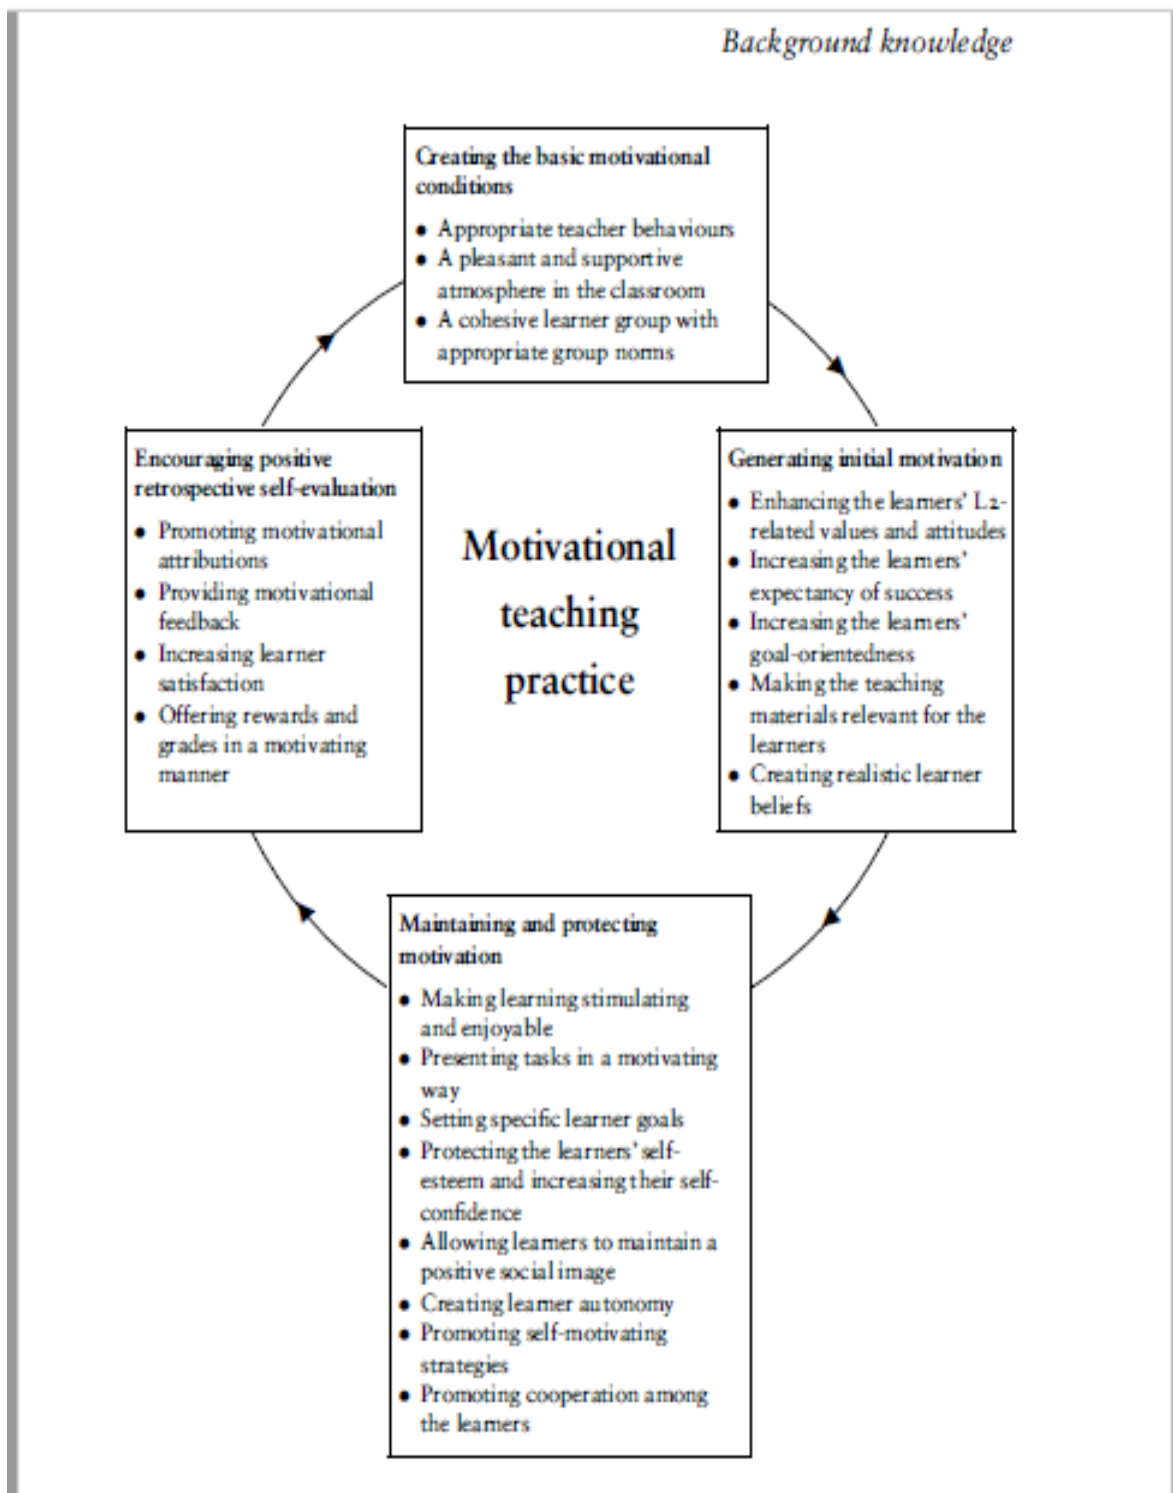 Background knowledge
Creating the basic motivational
conditions
● Appropriate teacher behaviours
● A pleasant and supportive
atmosphere in the classroom
● A cohesive learner group with
appropriate group norms
Generating initial motivation
● Enhancing the learners' L2-
related values and attitudes
● Increasing the learners'
expectancy of success
● Increasing the learners'
goal-orientedness
● Making the teaching
materials relevant for the
learners
● Creating realistic learner
beliefs
Maintaining and protecting
motivation
● Making learning stimulating
and enjoyable
● Presenting tasks in a motivating
way
● Setting specific learner goals
● Protecting the learners' self-
esteem and increasing their self-
confidence
● Allowing learners to maintain a
positive social image
● Creating learner autonomy
● Promoting self-motivating
strategies
● Promoting cooperation among
the learners
Encouraging positive
retrospective self-evaluation
● Promoting motivational
attributions
● Providing motivational
feedback
● Increasing learner
satisfaction
● Offering rewards and
grades in a motivating
manner
Motivational
teaching
practice